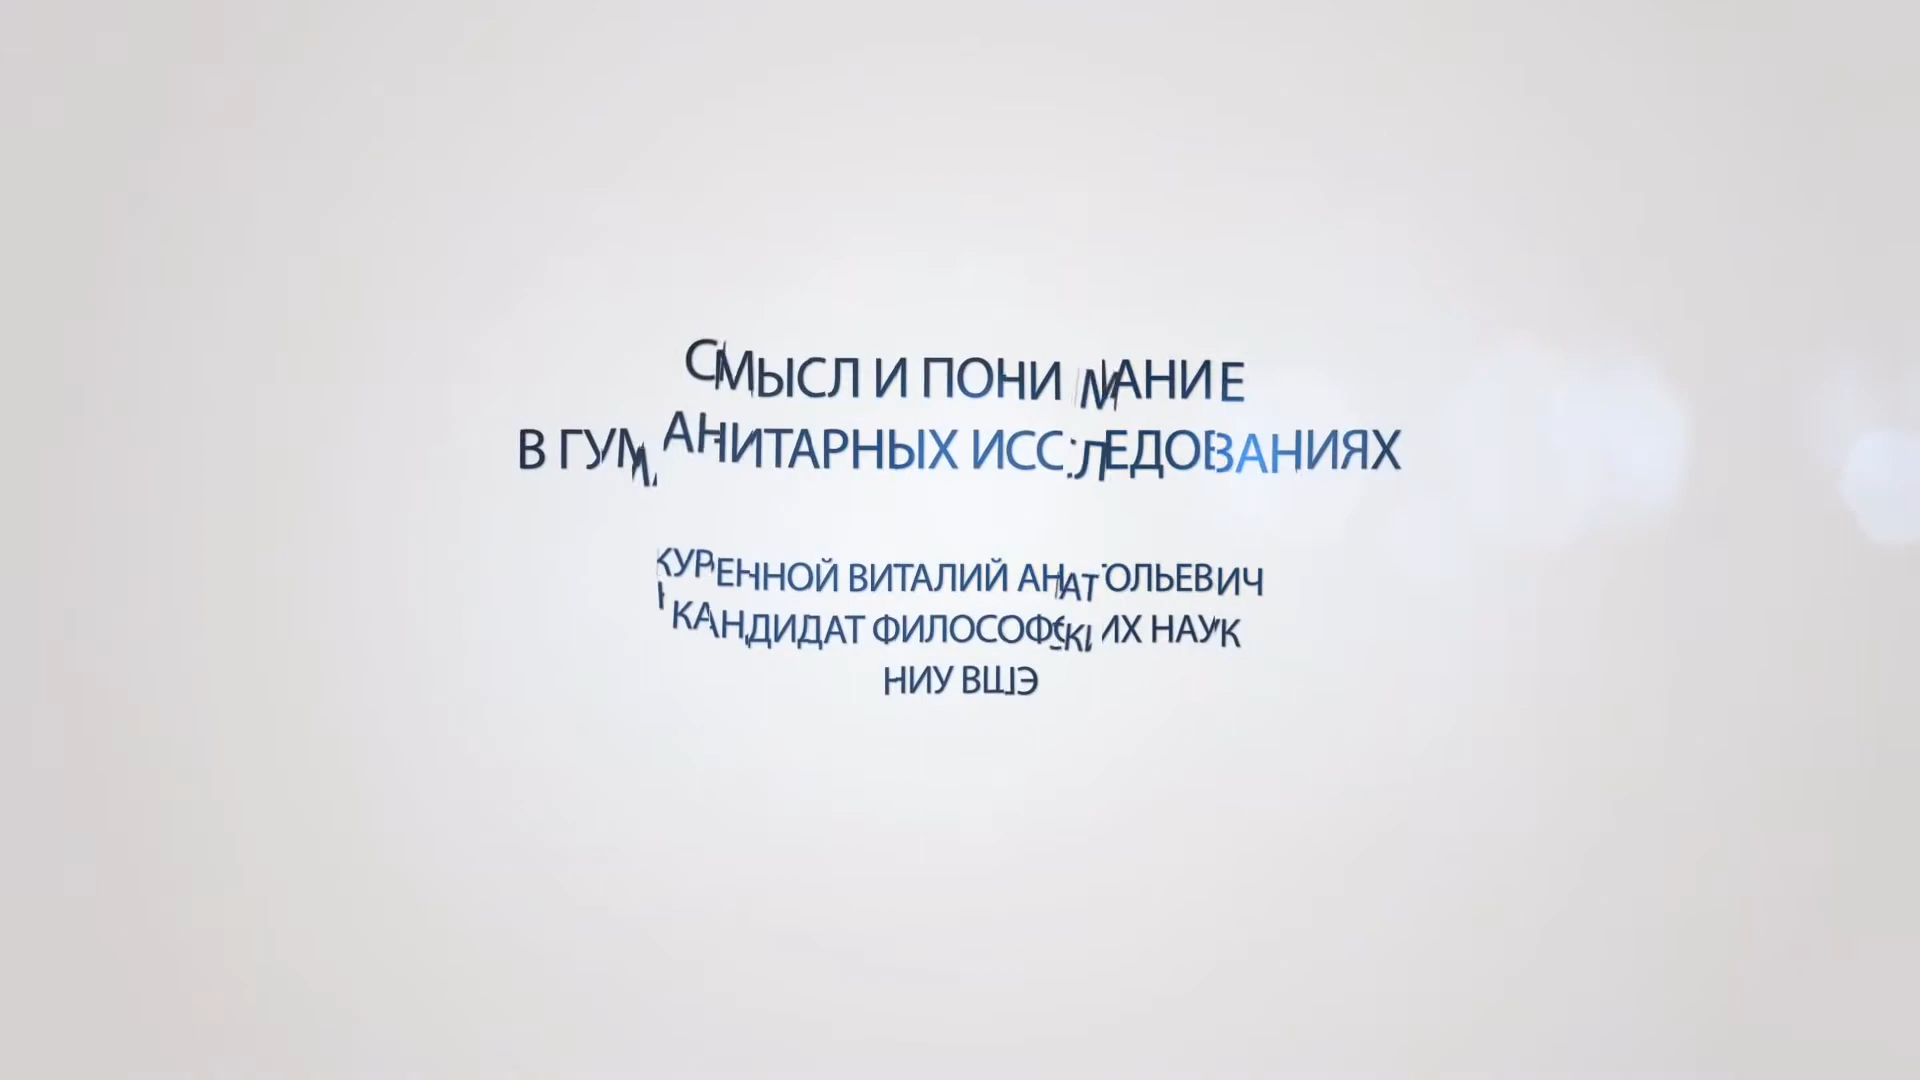 СМЫСЛ И ПОНИМАНИЕ
В ГУМАНИТАРНЫХ ИССЛЕДОВАНИЯХ
КУРЕННОЙ ВИТАЛИЙ АНАТОЛЬЕВИЧ
КАНДИДАТ ФИЛОСОФСКИХ НАУК
НИУ ВШЭ